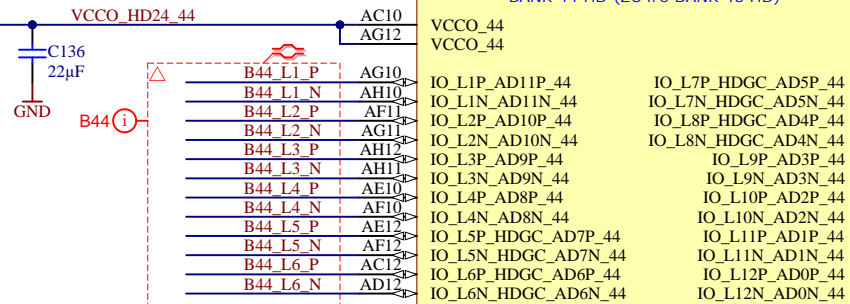 VCCO_HD24_44 AC10
AG12 VCCO_44
VCCO_44
C136
22µF
GND
B44 i
B44_L1_P AG10 IO_L1P_AD11P_44 IO_L7P_HDGC_AD5P_44
B44_L1_N AH10 IO_L1N_AD11N_44 IO_L7N_HDGC_AD5N_44
B44_L2_P AF11 IO_L2P_AD10P_44 IO_L8P_HDGC_AD4P_44
B44_L2_N AG11 IO_L2N_AD10N_44 IO_L8N_HDGC_AD4N_44
B44_L3_P AH12 IO_L3P_AD9P_44 IO_L9P_AD3P_44
B44_L3_N AH11 IO_L3N_AD9N_44 IO_L9N_AD3N_44
B44_L4_P AE10 IO_L4P_AD8P_44 IO_L10P_AD2P_44
B44_L4_N AF10 IO_L4N_AD8N_44 IO_L10N_AD2N_44
B44_L5_P AE12 IO_L5P_HDGC_AD7P_44 IO_L11P_AD1P_44
B44_L5_N AF12 IO_L5N_HDGC_AD7N_44 IO_L11N_AD1N_44
B44_L6_P AC12 IO_L6P_HDGC_AD6P_44 IO_L12P_AD0P_44
B44_L6_N AD12 IO_L6N_HDGC_AD6N_44 IO_L12N_AD0N_44